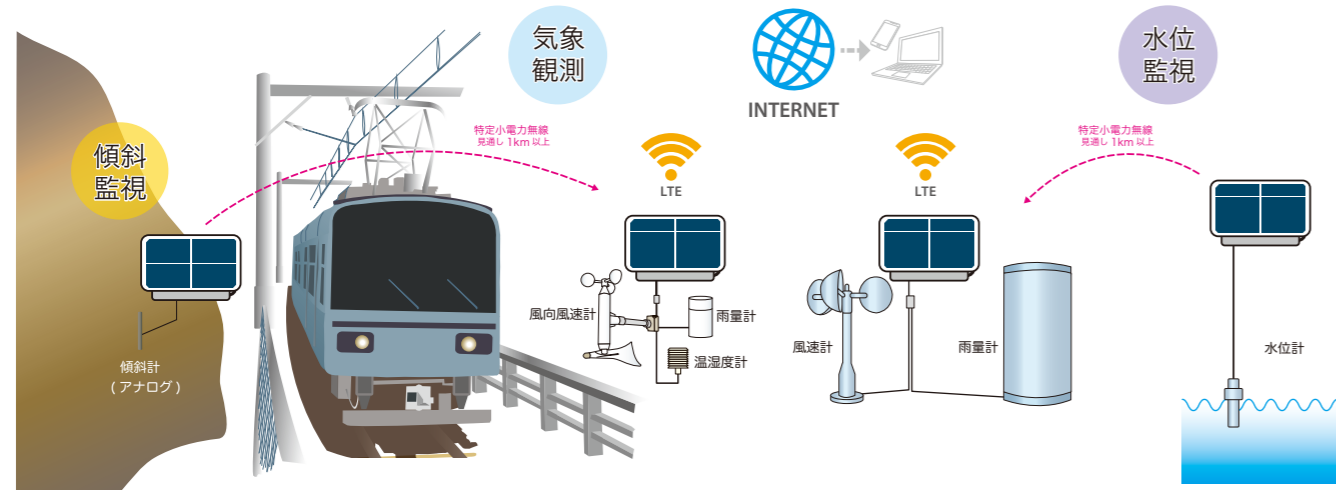 気象
観測
INTERNET
水位
監視
傾斜
監視
特定小電力無線
見通し 1km 以上
LTE
LTE
特定小電力無線
見通し 1km 以上
風向風速計
雨量計
温湿度計
風速計
雨量計
水位計
傾斜計
( アナログ )